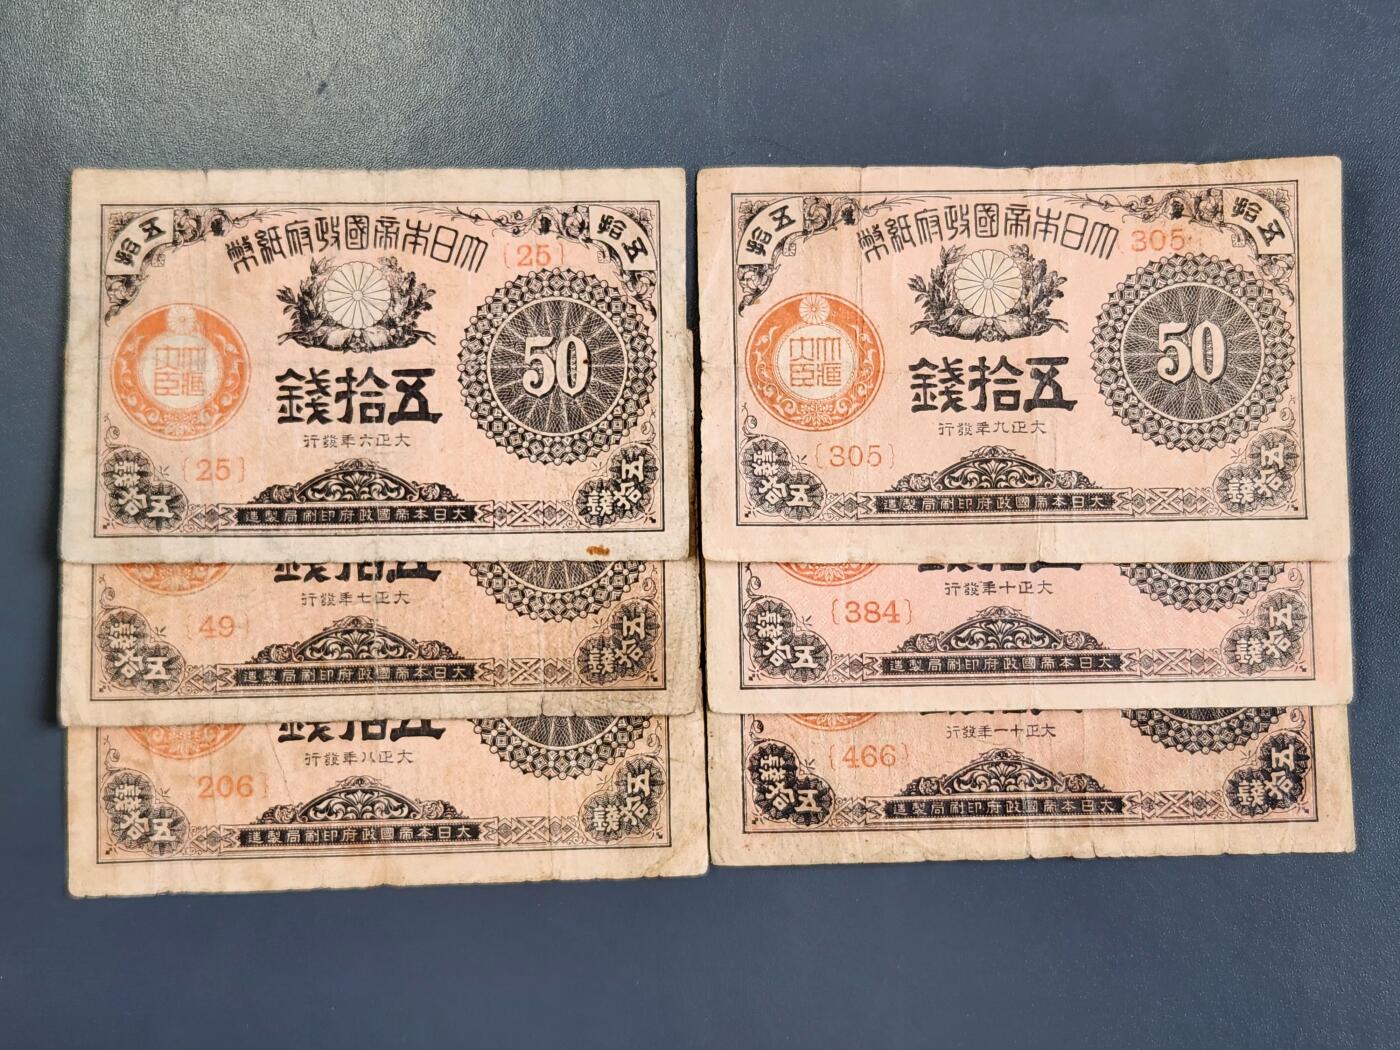 大日本帝國政府紙幣
{25}
五拾
五拾
50
大藏大臣
五拾錢
大正六年發行
{25}
五拾錢
五拾錢
大日本帝國政府印刷局製造
五拾錢
大正七年發行
{49}
五拾錢
五拾錢
大日本帝國政府印刷局製造
五拾錢
大正八年發行
206}
五拾錢
五拾錢
大日本帝國政府印刷局製造
大日本帝國政府紙幣
305
五拾
五拾
50
大藏大臣
五拾錢
大正九年發行
{305}
五拾錢
五拾錢
大日本帝國政府印刷局製造
大正十年發行
{384}
五拾錢
五拾錢
大日本帝國政府印刷局製造
大正十一年發行
{466}
五拾錢
五拾錢
大日本帝國政府印刷局製造